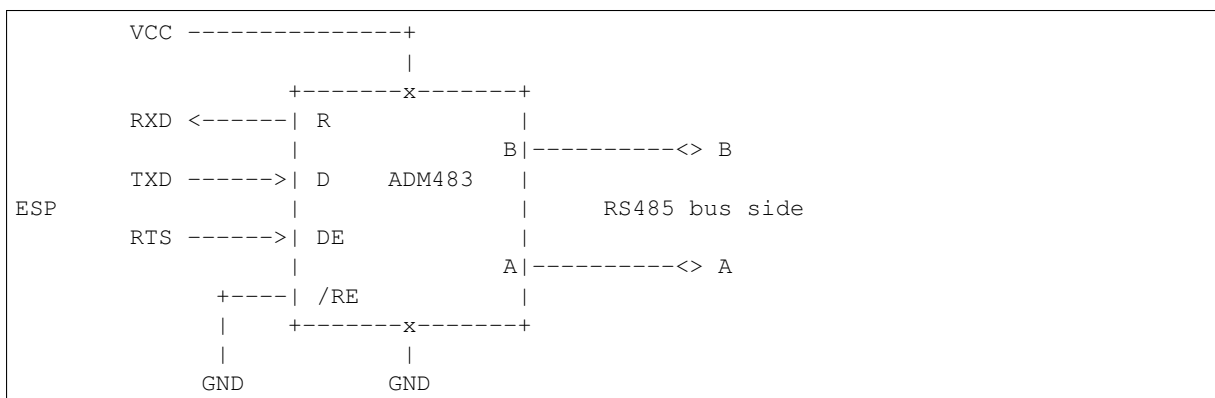 VCC ---------------+
                           |
                   +-------x-------+
        RXD <------| R             |
                   |              B|----------<> B
        TXD ------>| D    ADM483   |
ESP                |               |     RS485 bus side
        RTS ------>| DE            |
                   |              A|----------<> A
              +----| /RE           |
              |    +-------x-------+
              |            |
             GND          GND